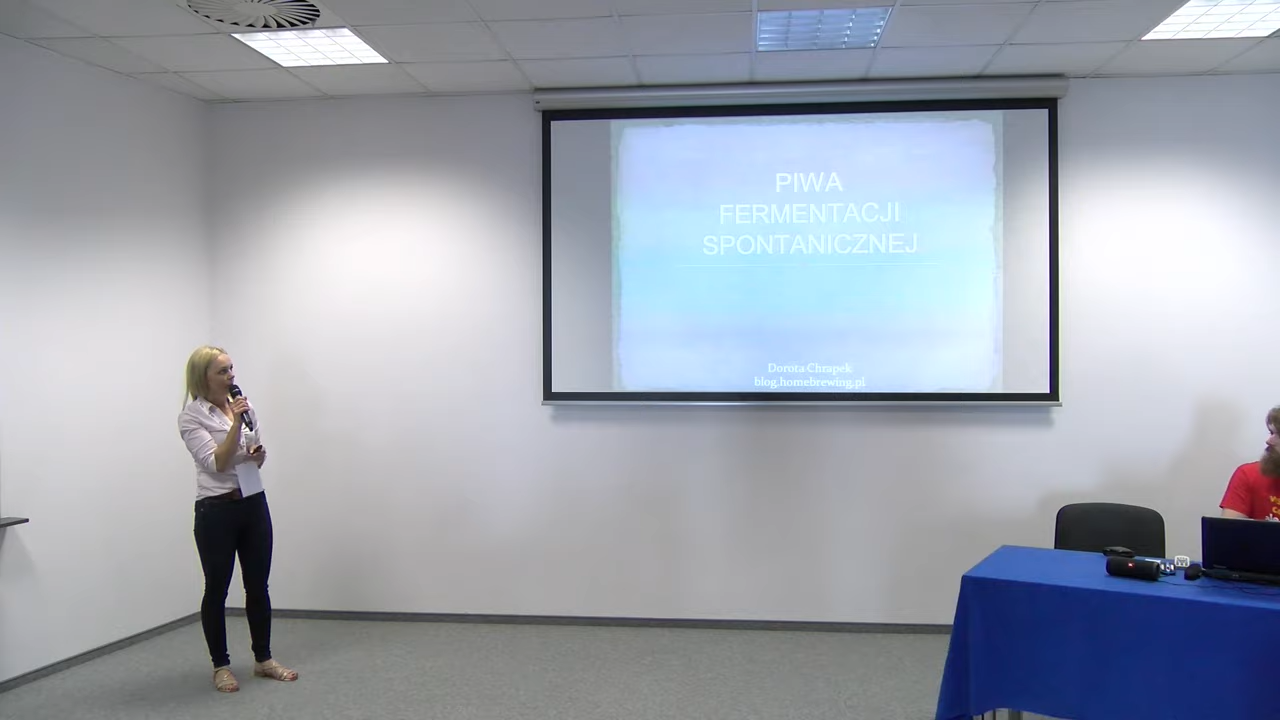 PIWA
FERMENTACJI
SPONTANICZNEJ
Dorota Chrapek
blog.homebrewing.pl